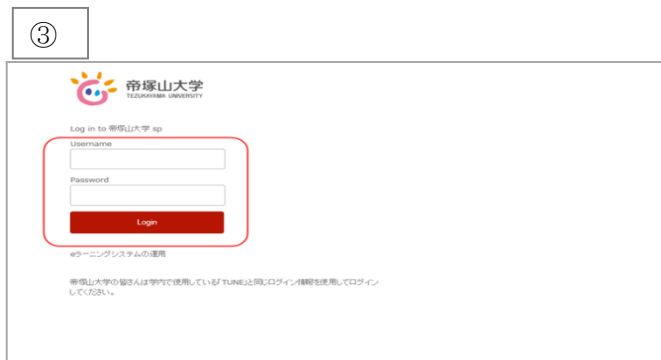 ③
帝塚山大学
TEZUKAYAMA UNIVERSITY
Log in to 帝塚山大学 sp
Username
Password
Login
eラーニングシステムの運用
帝塚山大学の皆さんは学内で使用している「TUNE」と同じログイン情報を使用してログイン
してください。